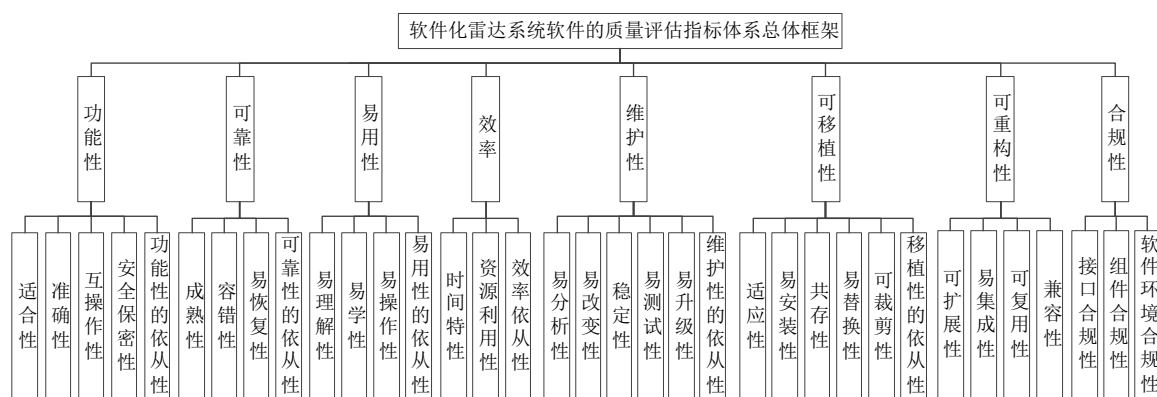 软件化雷达系统软件的质量评估指标体系总体框架
功能性
可靠性
易用性
效率
维护性
可移植性
可重构性
合规性
适合性
准确性
互操作性
安全保密性
功能性的依从性
成熟
容错性
易恢复性
可靠性的依从性
易理解性
易学性
易操作性
易用性的依从性
时间特性
资源利用性
效率依从性
易分析性
易改变性
稳定性
易测试性
易升级性
维护性的依从性
适应性
易安装性
共存性
易替换性
可裁剪性
移植性的依从性
可扩展性
易集成性
可复用性
兼容性
接口合规性
组件合规性
软件环境合规性